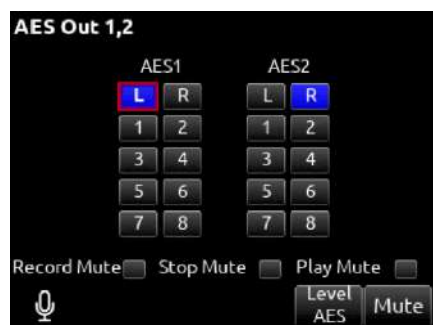 AES Out 1,2
AES1 AES2
L R L R
1 2 1 2
3 4 3 4
5 6 5 6
7 8 7 8
Record Mute Stop Mute Play Mute
Level
AES
Mute